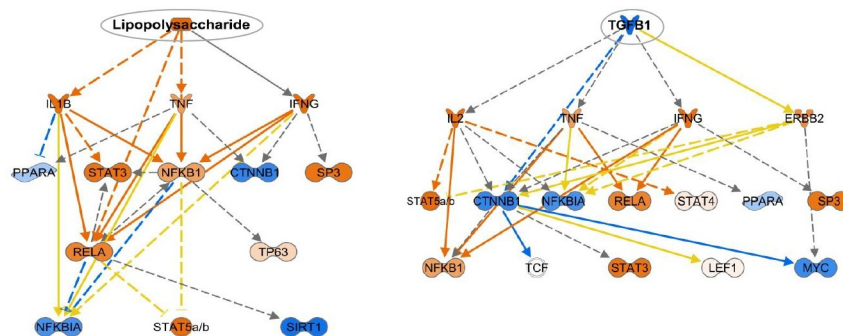 Lipopolysaccharide
IL1B TNF IFNG
PPARA STAT3 NFKB1 CTNNB1 SP3
RELA TP63
NFKBIA STAT5a/b SIRT1
TGFB1
IL2 TNF IFNG ERBB2
STAT5a/b CTNNB1 NFKBIA RELA STAT4 PPARA SP3
NFKB1 TCF STAT3 LEF1 MYC